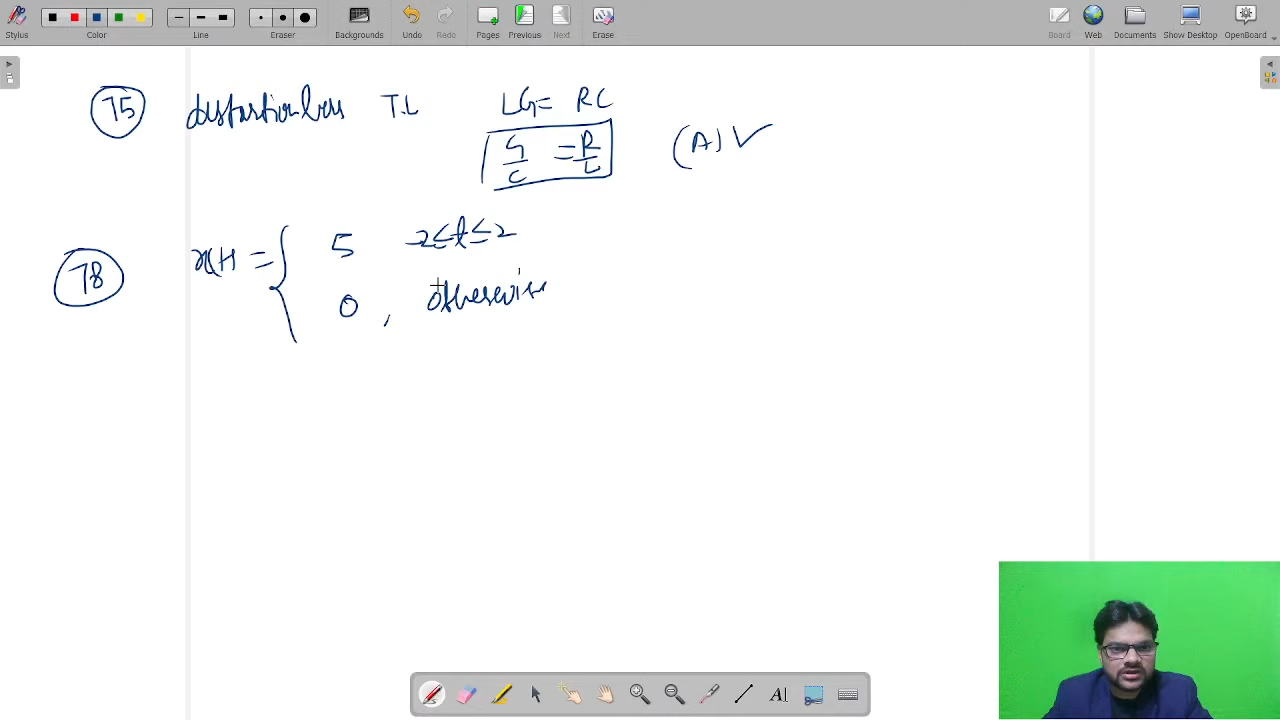 Stylus Color Line Eraser Backgrounds Undo Redo Pages Previous Next Erase Board Web Documents Show Desktop OpenBoard
75 distortionless T.L LG = RC
G/C = R/L (A) ✓
78 x(t) = { 5 -2≤t≤2
0 , otherwise
AI